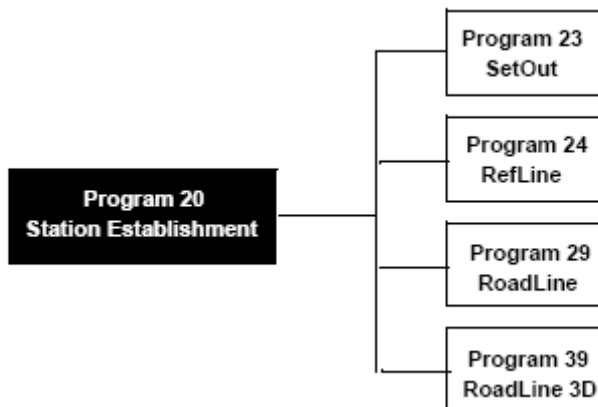 Program 20
Station Establishment
Program 23
SetOut
Program 24
RefLine
Program 29
RoadLine
Program 39
RoadLine 3D